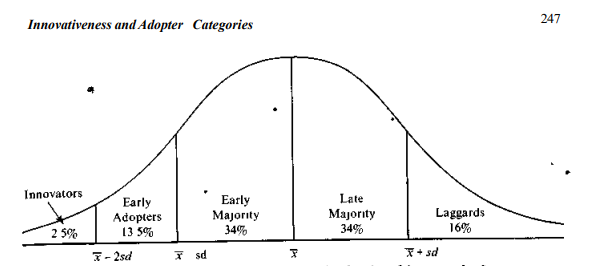 Innovativeness and Adopter Categories
247
Innovators
2 5%
Early
Adopters
13 5%
Early
Majority
34%
Late
Majority
34%
Laggards
16%
x̄ - 2sd
x̄ sd
x̄
x̄ + sd